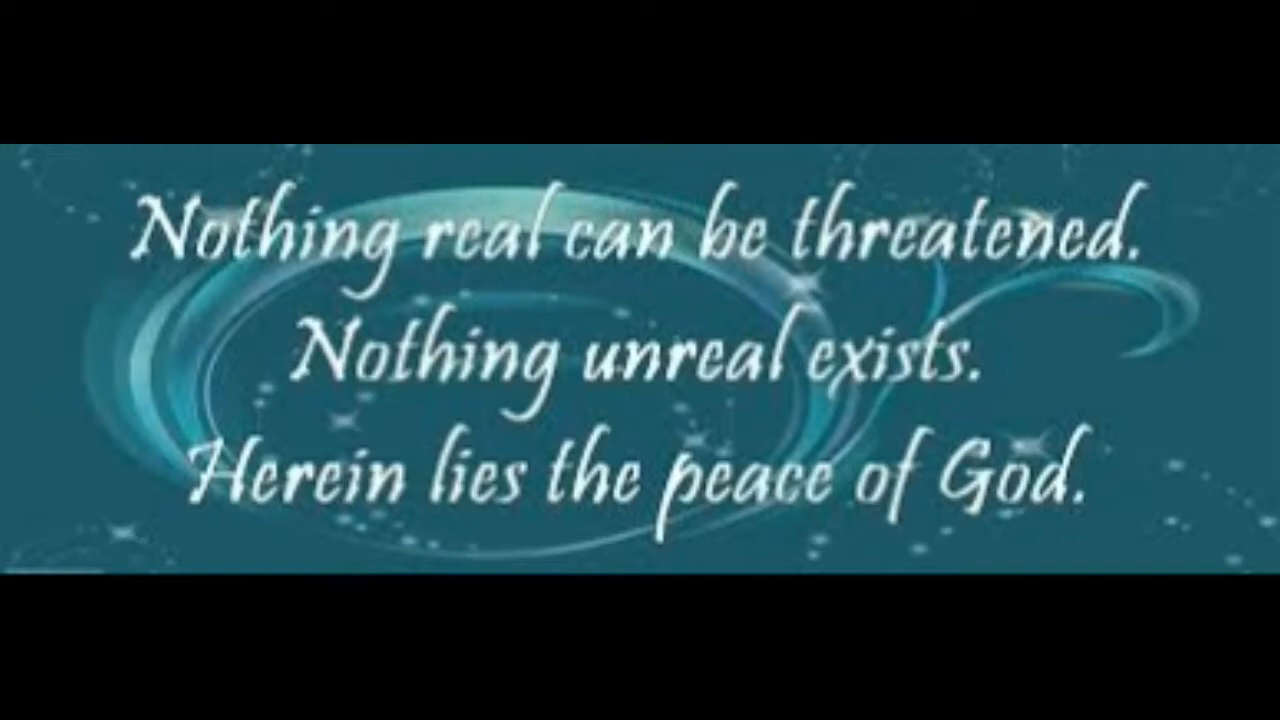 Nothing real can be threatened.
Nothing unreal exists.
Herein lies the peace of God.